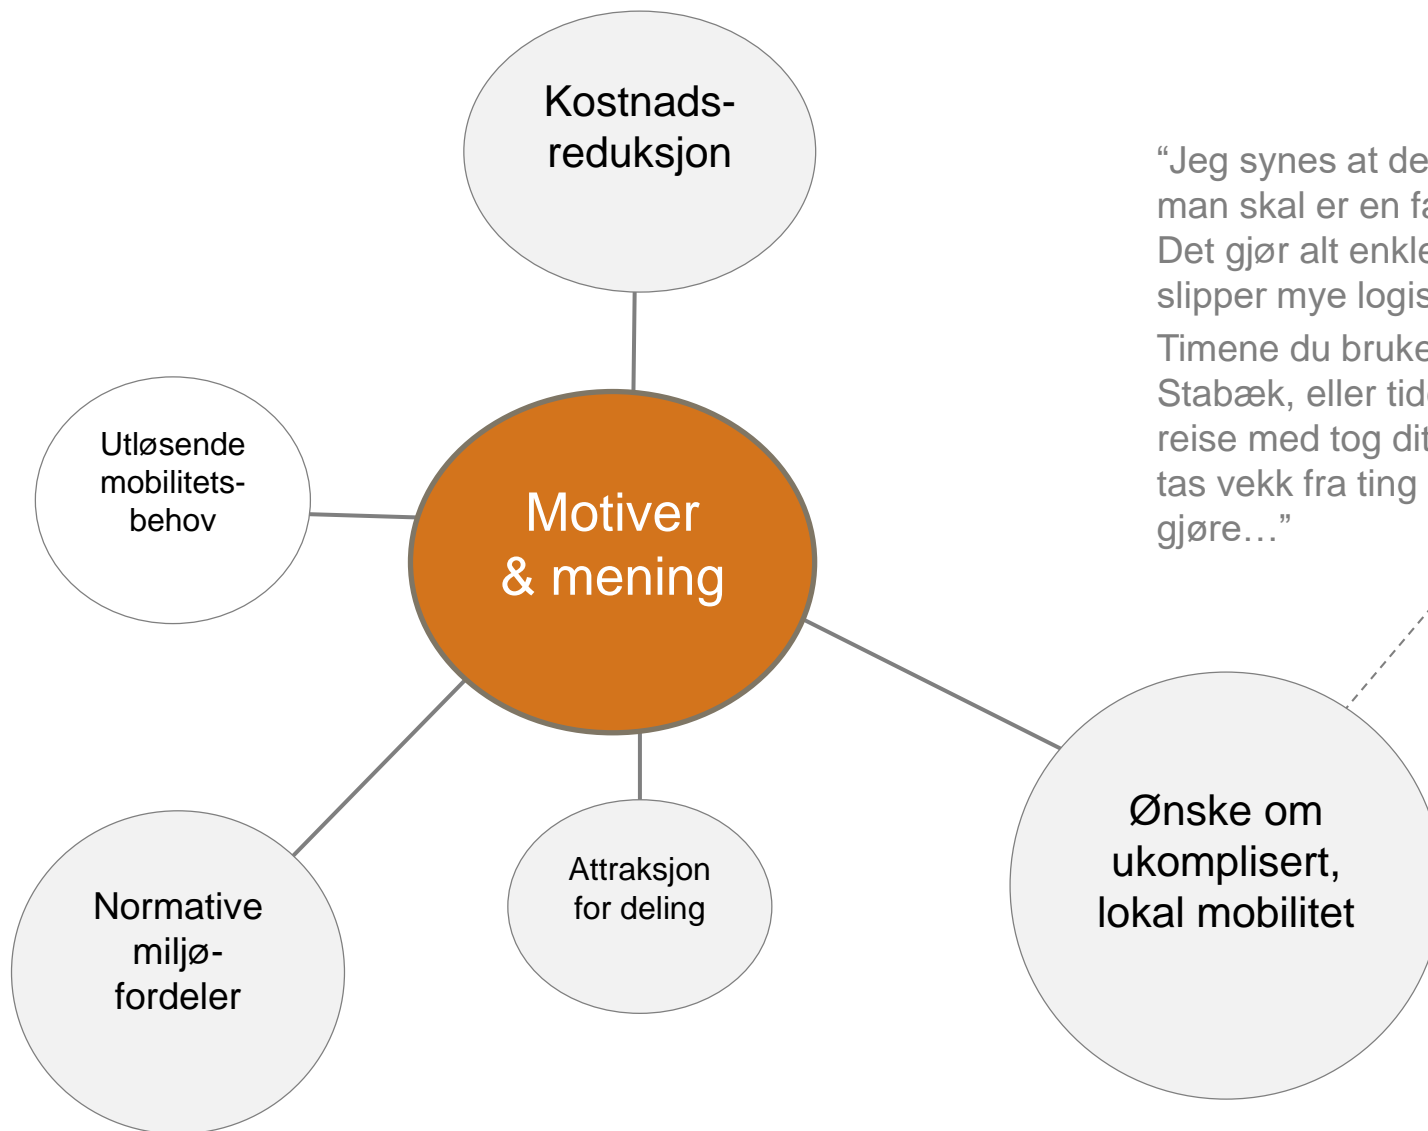 Kostnads-
reduksjon
“Jeg synes at de
man skal er en fa
Det gjør alt enkle
slipper mye logis
Timene du bruke
Stabæk, eller tid
reise med tog dit
tas vekk fra ting
gjøre…”
Utløsende
mobilitets-
behov
Motiver
& mening
Ønske om
ukomplisert,
lokal mobilitet
Attraksjon
for deling
Normative
miljø-
fordeler